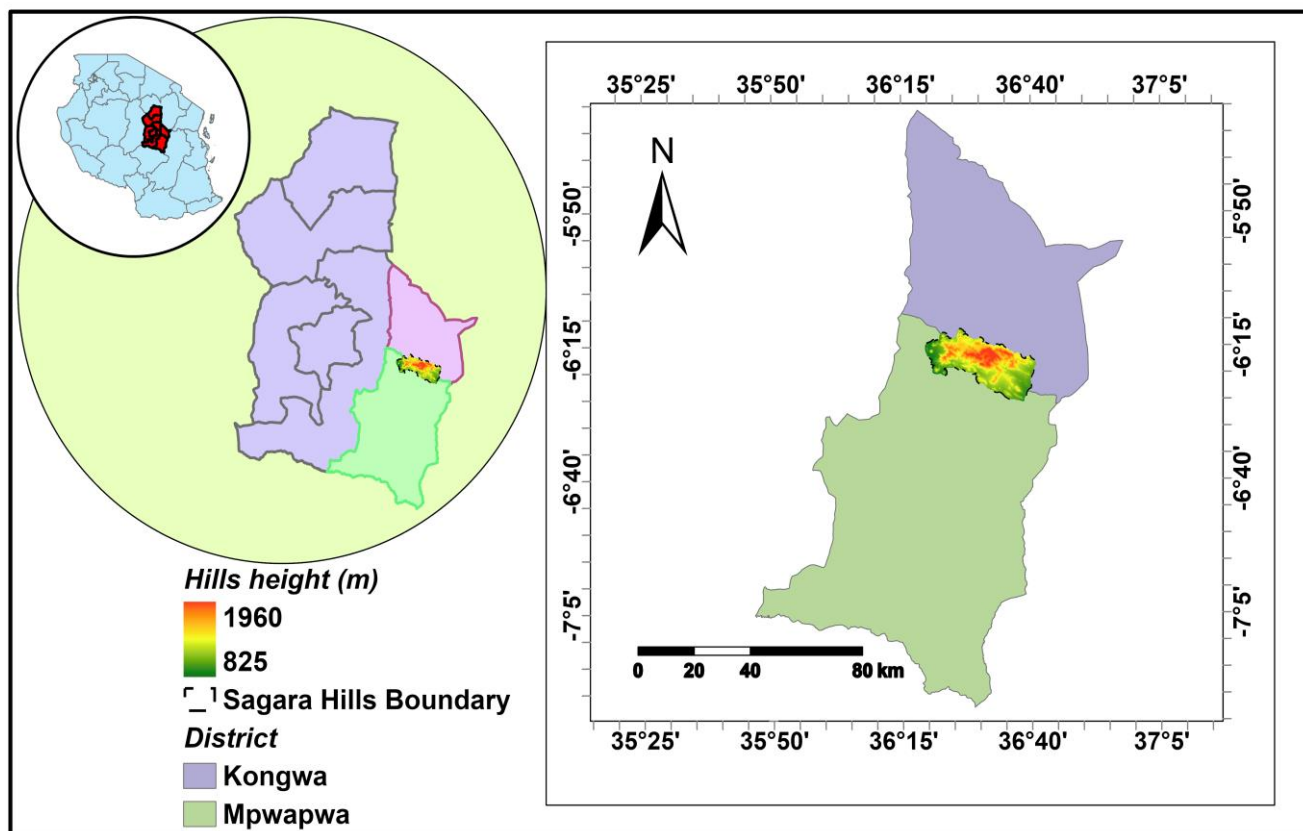 Hills height (m)
1960
825
Sagara Hills Boundary
District
Kongwa
Mpwapwa
35°25' 35°50' 36°15' 36°40' 37°5'
N
-5°50' -5°50'
-6°15' -6°15'
-6°40' -6°40'
-7°5' -7°5'
0 20 40 80 km
35°25' 35°50' 36°15' 36°40' 37°5'